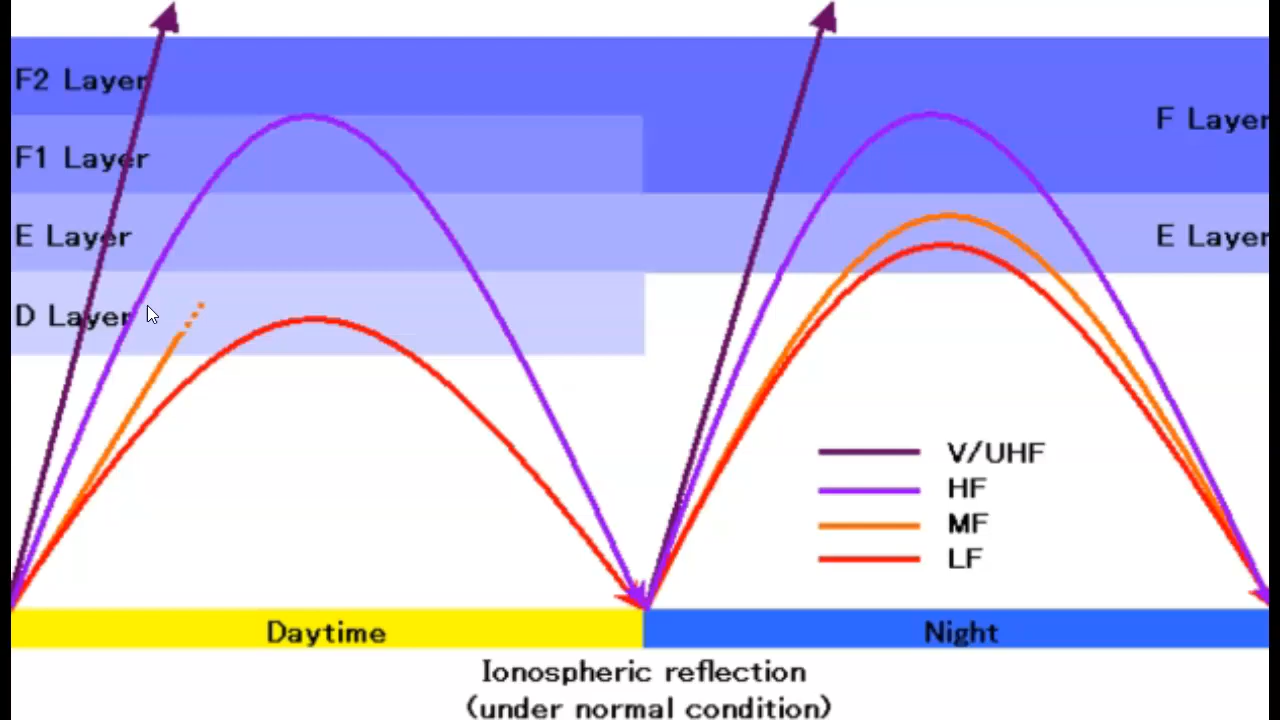 F2 Layer
F1 Layer
E Layer
D Layer
F Layer
E Layer
V/UHF
HF
MF
LF
Daytime
Night
Ionospheric reflection
(under normal condition)